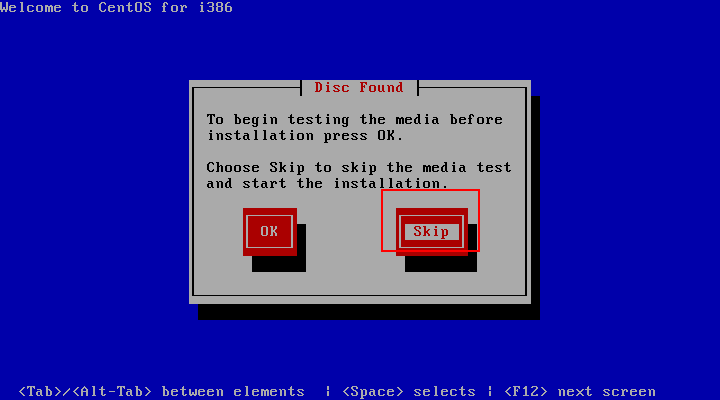 Welcome to CentOS for i386
Disc Found
To begin testing the media before
installation press OK.
Choose Skip to skip the media test
and start the installation.
OK Skip
<Tab>/<Alt-Tab> between elements | <Space> selects | <F12> next screen